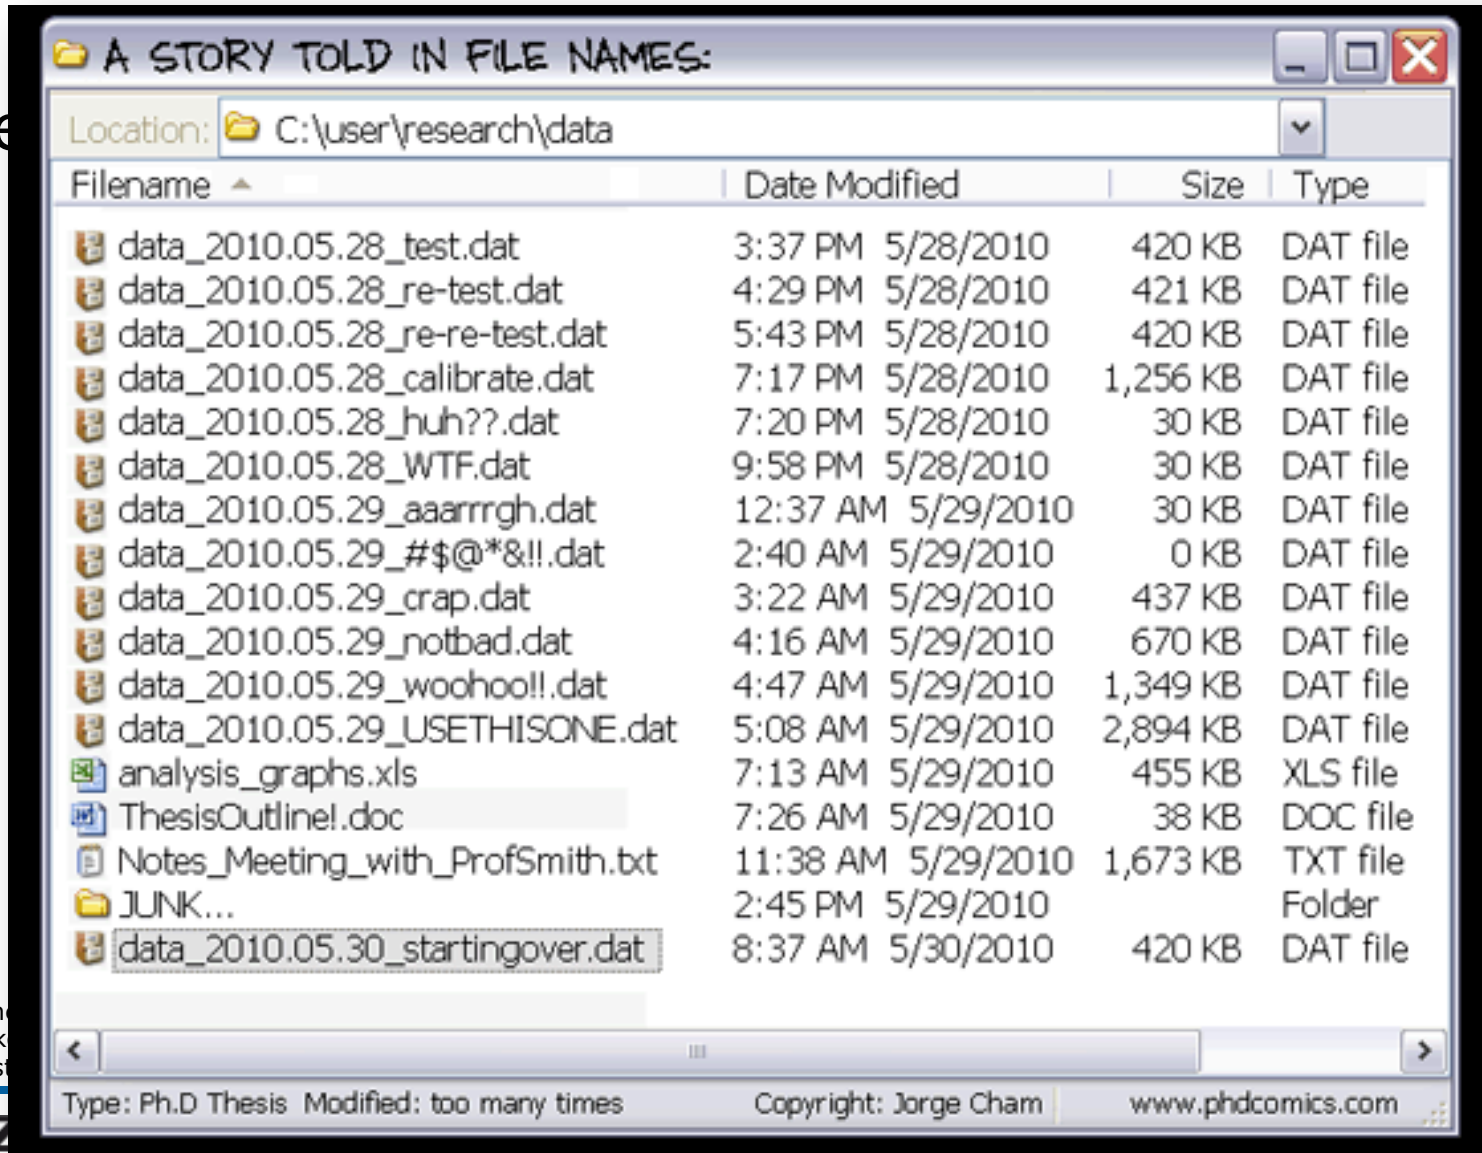 A STORY TOLD IN FILE NAMES:
Location: C:\user\research\data
Filename Date Modified Size Type
data_2010.05.28_test.dat 3:37 PM 5/28/2010 420 KB DAT file
data_2010.05.28_re-test.dat 4:29 PM 5/28/2010 421 KB DAT file
data_2010.05.28_re-re-test.dat 5:43 PM 5/28/2010 420 KB DAT file
data_2010.05.28_calibrate.dat 7:17 PM 5/28/2010 1,256 KB DAT file
data_2010.05.28_huh??.dat 7:20 PM 5/28/2010 30 KB DAT file
data_2010.05.28_WTF.dat 9:58 PM 5/28/2010 30 KB DAT file
data_2010.05.29_aaarrrgh.dat 12:37 AM 5/29/2010 30 KB DAT file
data_2010.05.29_#$@*&!!.dat 2:40 AM 5/29/2010 0 KB DAT file
data_2010.05.29_crap.dat 3:22 AM 5/29/2010 437 KB DAT file
data_2010.05.29_notbad.dat 4:16 AM 5/29/2010 670 KB DAT file
data_2010.05.29_woohoo!!.dat 4:47 AM 5/29/2010 1,349 KB DAT file
data_2010.05.29_USETHISONE.dat 5:08 AM 5/29/2010 2,894 KB DAT file
analysis_graphs.xls 7:13 AM 5/29/2010 455 KB XLS file
ThesisOutline!.doc 7:26 AM 5/29/2010 38 KB DOC file
Notes_Meeting_with_ProfSmith.txt 11:38 AM 5/29/2010 1,673 KB TXT file
JUNK... 2:45 PM 5/29/2010 Folder
data_2010.05.30_startingover.dat 8:37 AM 5/30/2010 420 KB DAT file
Type: Ph.D Thesis Modified: too many times Copyright: Jorge Cham www.phdcomics.com